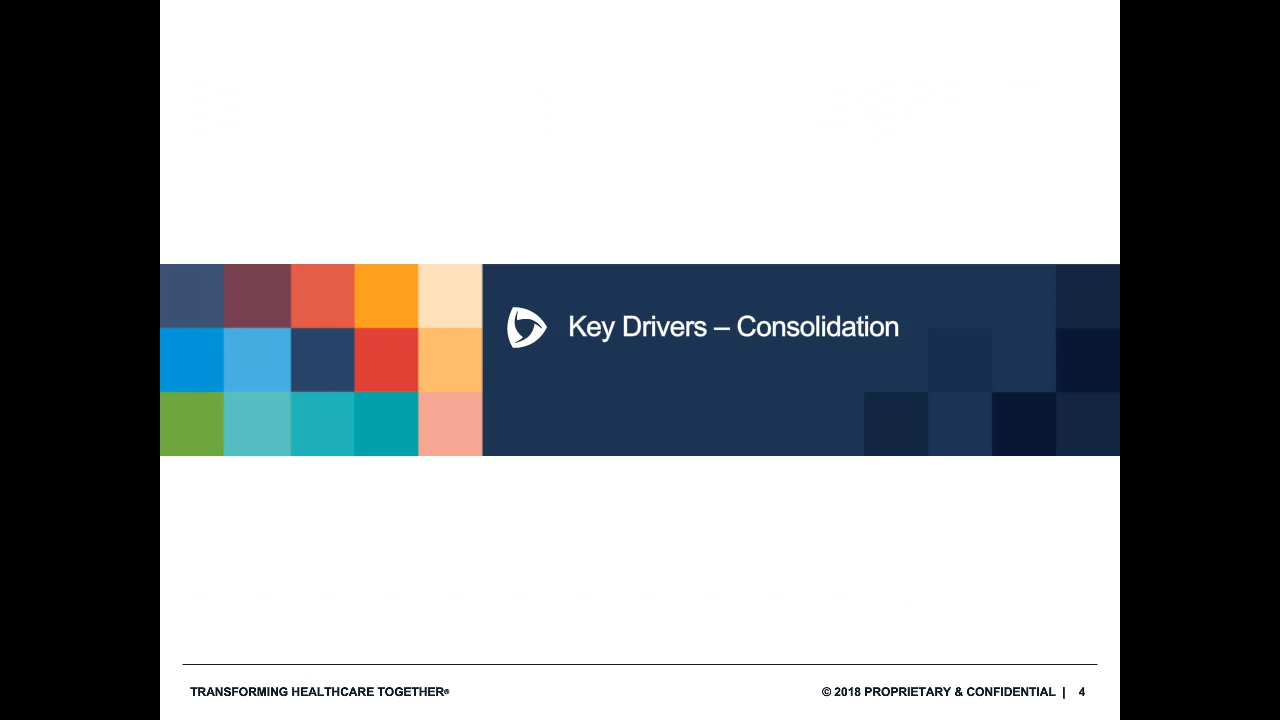 Key Drivers – Consolidation
TRANSFORMING HEALTHCARE TOGETHER®
© 2018 PROPRIETARY & CONFIDENTIAL | 4